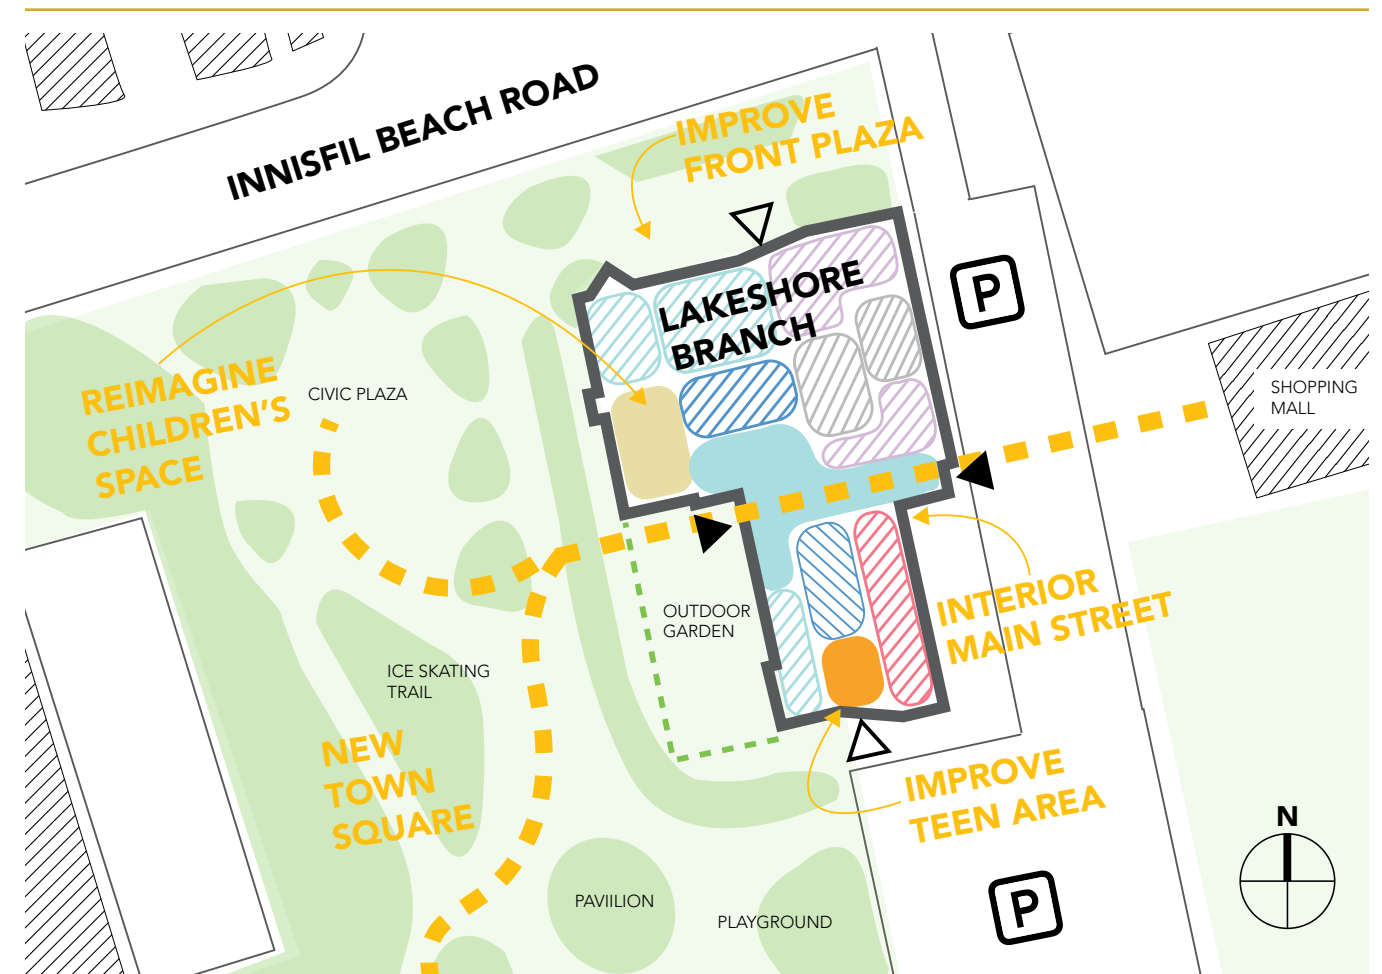 INNISFIL BEACH ROAD
IMPROVE
FRONT PLAZA
LAKESHORE
BRANCH
P
REIMAGINE
CHILDREN'S
SPACE
CIVIC PLAZA
SHOPPING
MALL
OUTDOOR
GARDEN
INTERIOR
MAIN STREET
ICE SKATING
TRAIL
NEW
TOWN
SQUARE
IMPROVE
TEEN AREA
N
PAVIILION
PLAYGROUND
P